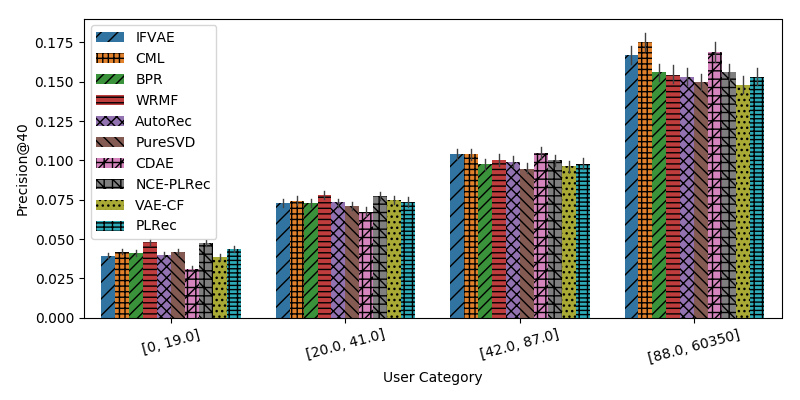 0.175
0.150
0.125
0.100
0.075
0.050
0.025
0.000
Precision@40
IFVAE
CML
BPR
WRMF
AutoRec
PureSVD
CDAE
NCE-PLRec
VAE-CF
PLRec
[0, 19.0]
[20.0, 41.0]
[42.0, 87.0]
[88.0, 60350]
User Category